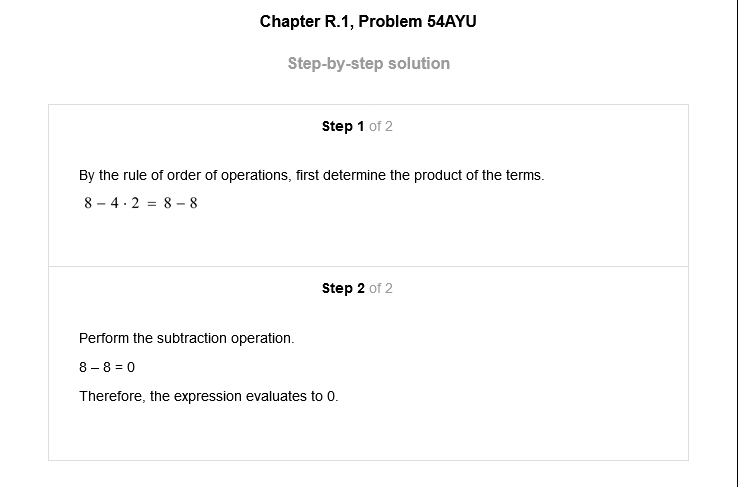 Chapter R.1, Problem 54AYU
Step-by-step solution
Step 1 of 2
By the rule of order of operations, first determine the product of the terms.
8 − 4 · 2 = 8 − 8
Step 2 of 2
Perform the subtraction operation.
8 – 8 = 0
Therefore, the expression evaluates to 0.